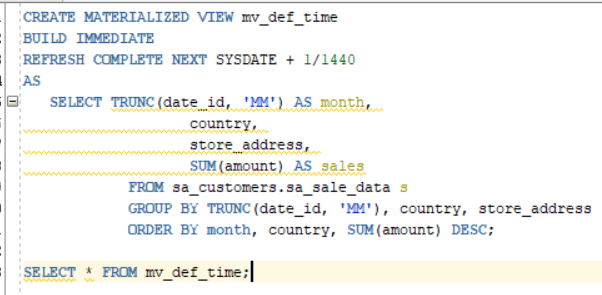 CREATE MATERIALIZED VIEW mv_def_time
BUILD IMMEDIATE
REFRESH COMPLETE NEXT SYSDATE + 1/1440
AS
SELECT TRUNC(date_id, 'MM') AS month,
country,
store_address,
SUM(amount) AS sales
FROM sa_customers.sa_sale_data s
GROUP BY TRUNC(date_id, 'MM'), country, store_address
ORDER BY month, country, SUM(amount) DESC;
SELECT * FROM mv_def_time;